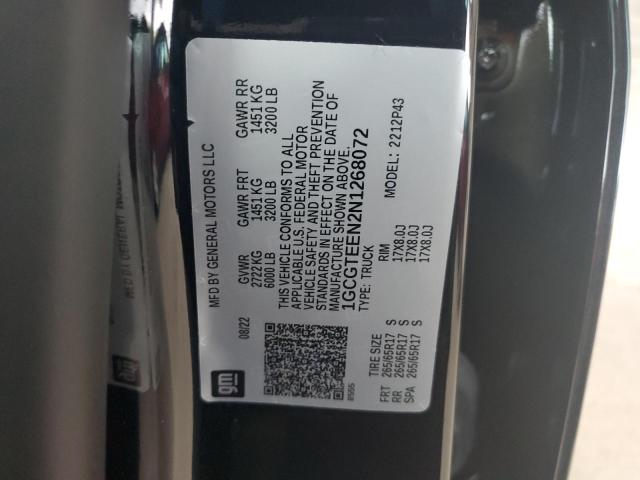 gm
08/22
MFD BY GENERAL MOTORS LLC
GVWR GAWR FRT GAWR RR
2722 KG 1451 KG 1451 KG
6000 LB 3200 LB 3200 LB
THIS VEHICLE CONFORMS TO ALL
APPLICABLE U.S. FEDERAL MOTOR
VEHICLE SAFETY AND THEFT PREVENTION
STANDARDS IN EFFECT ON THE DATE OF
MANUFACTURE SHOWN ABOVE.
1GCGTEEN2N1268072
TYPE: TRUCK MODEL: 2212P43
TIRE SIZE RIM
FRT 265/65R17 S 17X8.0J
RR 265/65R17 S 17X8.0J
SPA 265/65R17 S 17X8.0J